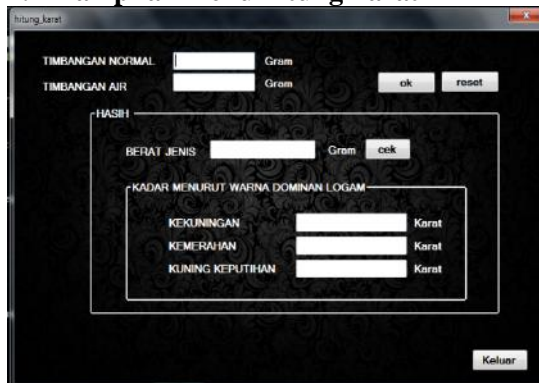 hitung_karat
TIMBANGAN NORMAL Gram
TIMBANGAN AIR Gram
ok reset
HASIH
BERAT JENIS Gram cek
KADAR MENURUT WARNA DOMINAN LOGAM
KEKUNINGAN Karat
KEMERAHAN Karat
KUNING KEPUTIHAN Karat
Keluar